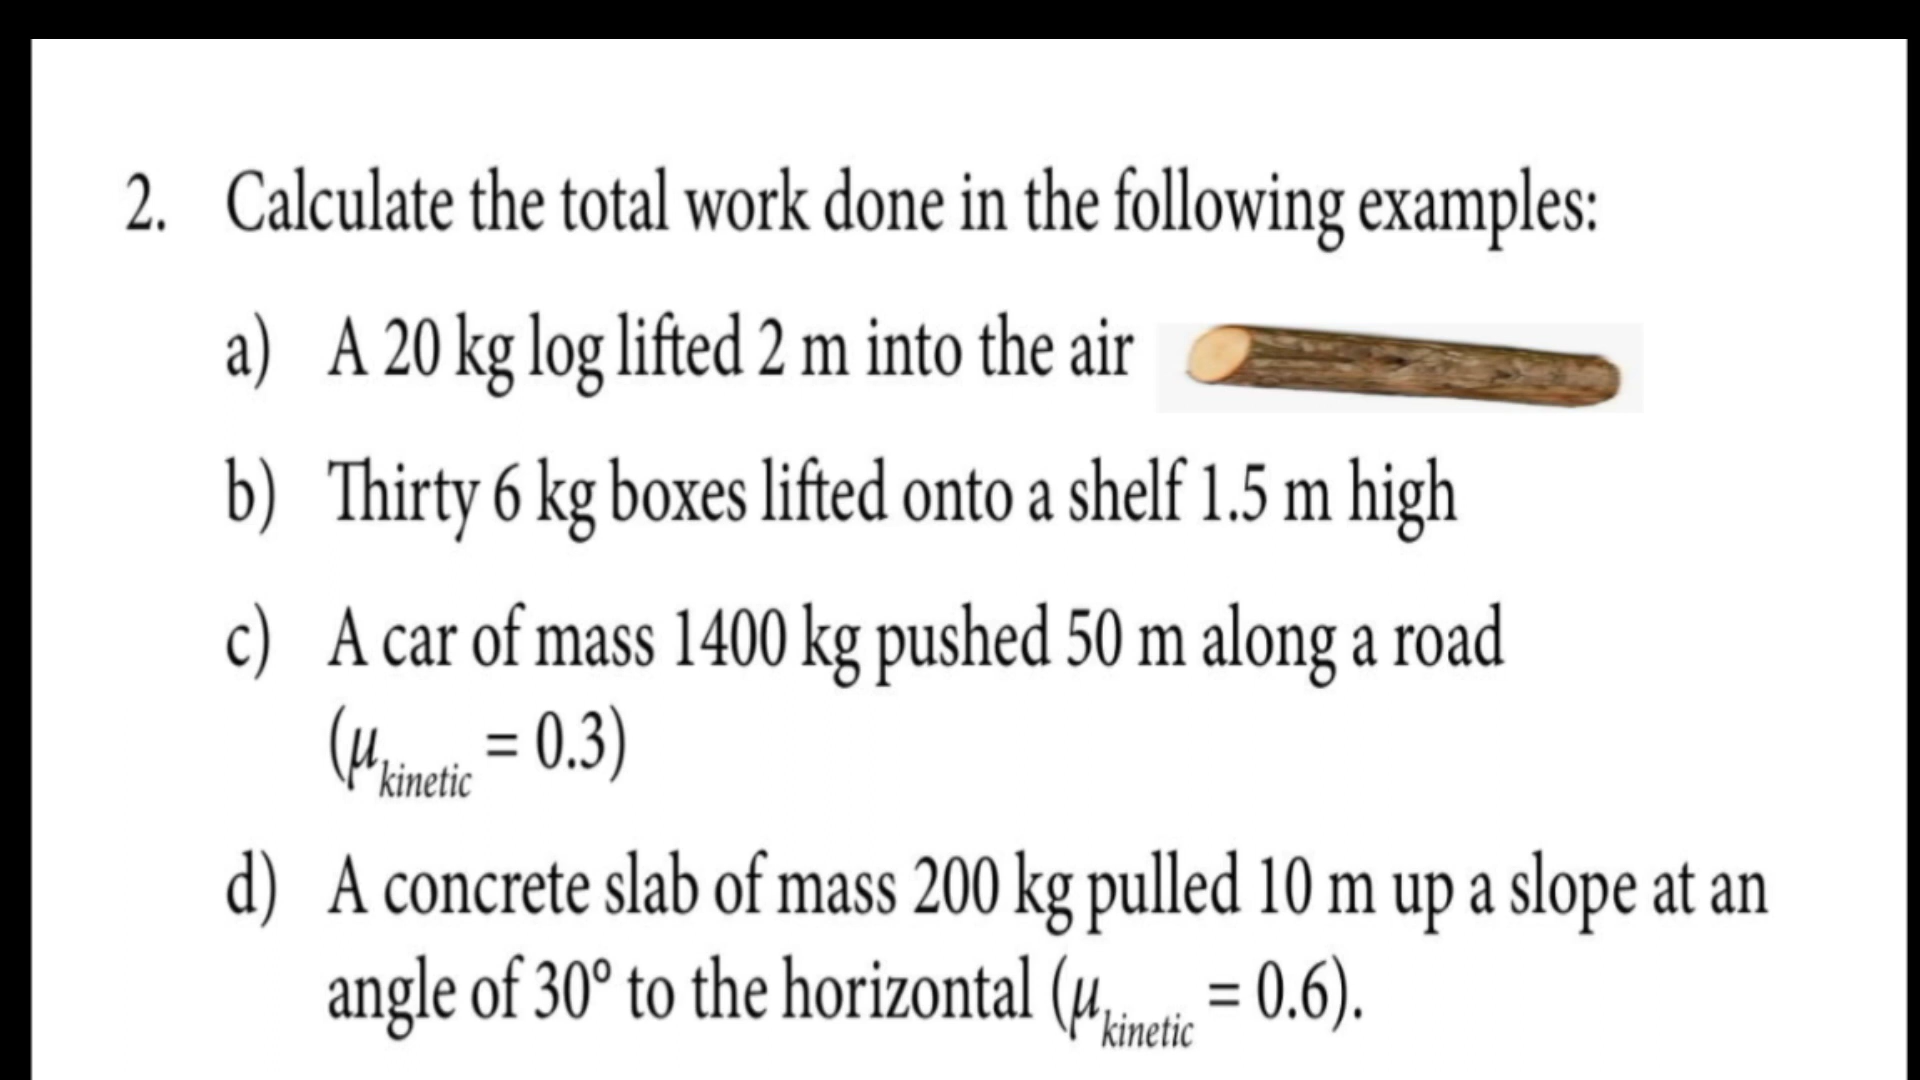 2. Calculate the total work done in the following examples:
a) A 20 kg log lifted 2 m into the air
b) Thirty 6 kg boxes lifted onto a shelf 1.5 m high
c) A car of mass 1400 kg pushed 50 m along a road
(μkinetic = 0.3)
d) A concrete slab of mass 200 kg pulled 10 m up a slope at an
angle of 30° to the horizontal (μkinetic = 0.6).